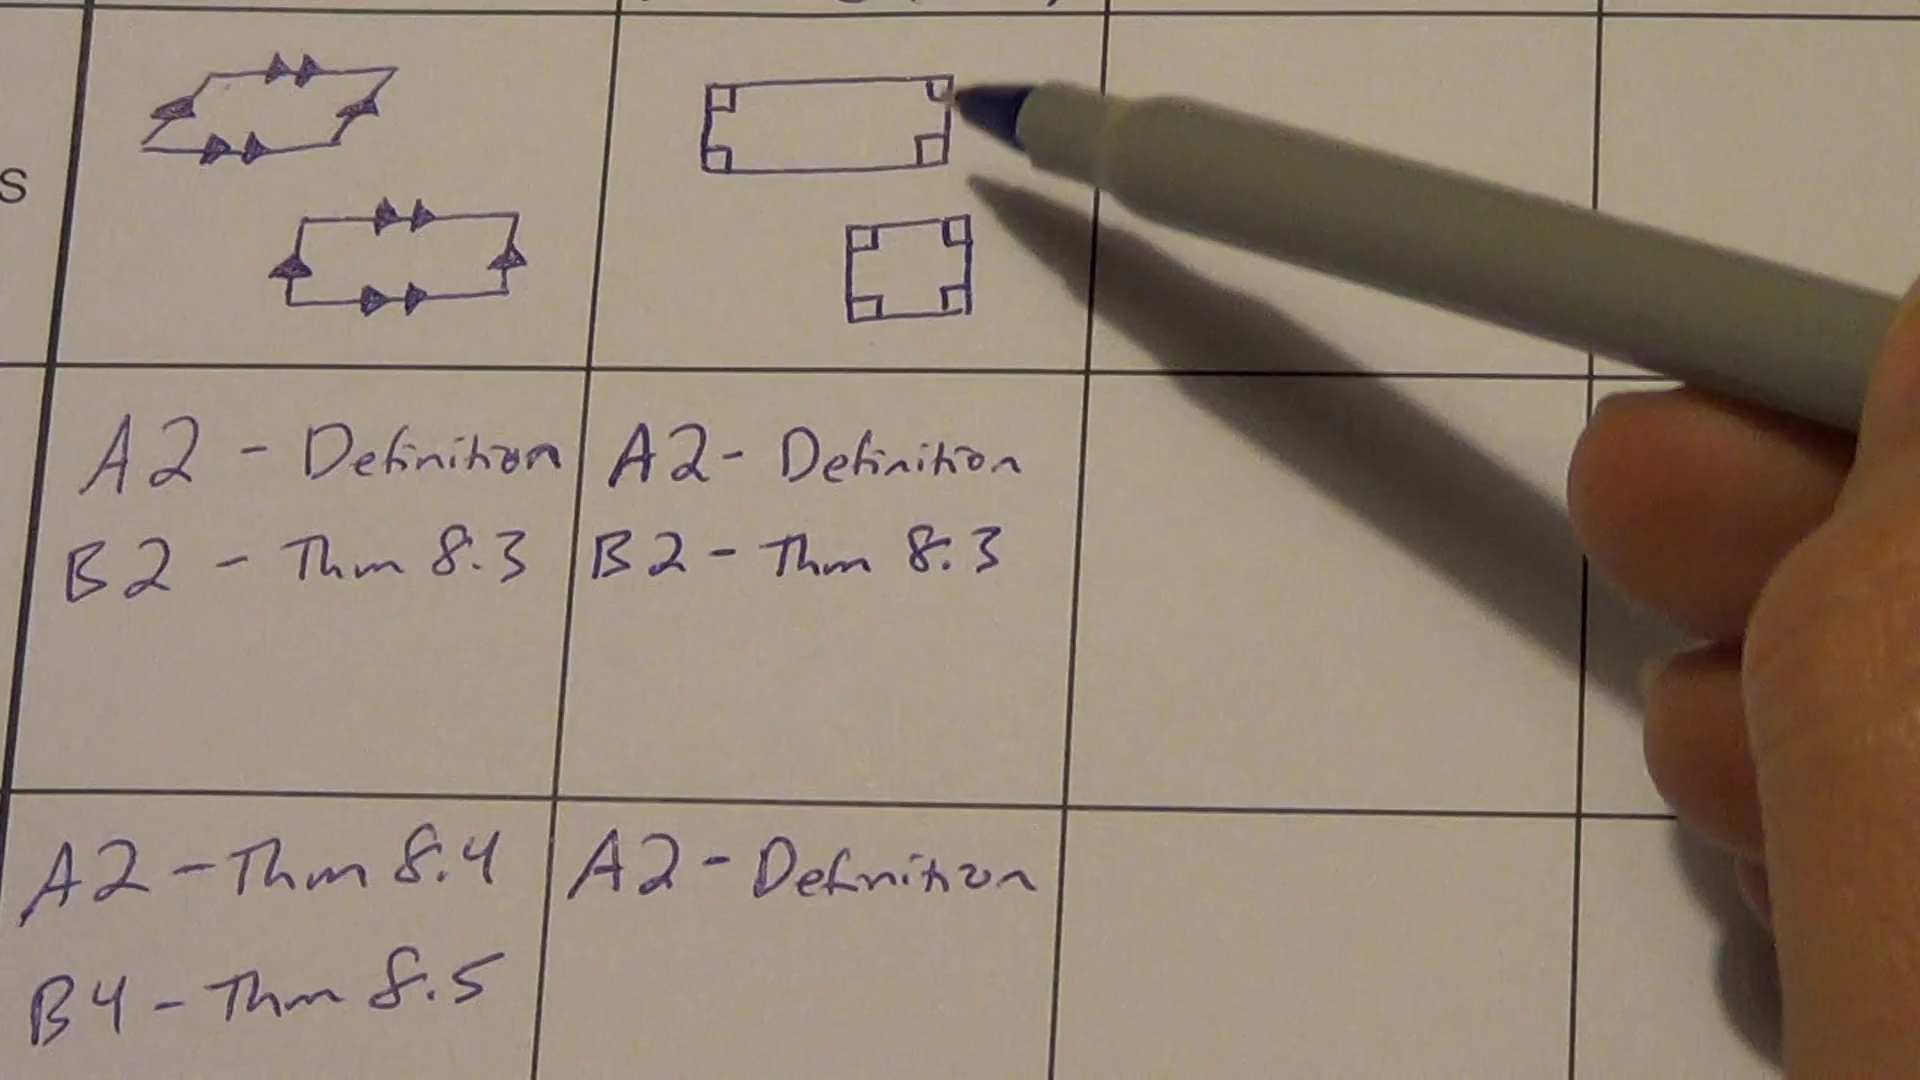 s
A2 - Definition
B2 - Thm 8.3
A2 - Definition
B2 - Thm 8.3
A2 - Thm 8.4
B4 - Thm 8.5
A2 - Definition